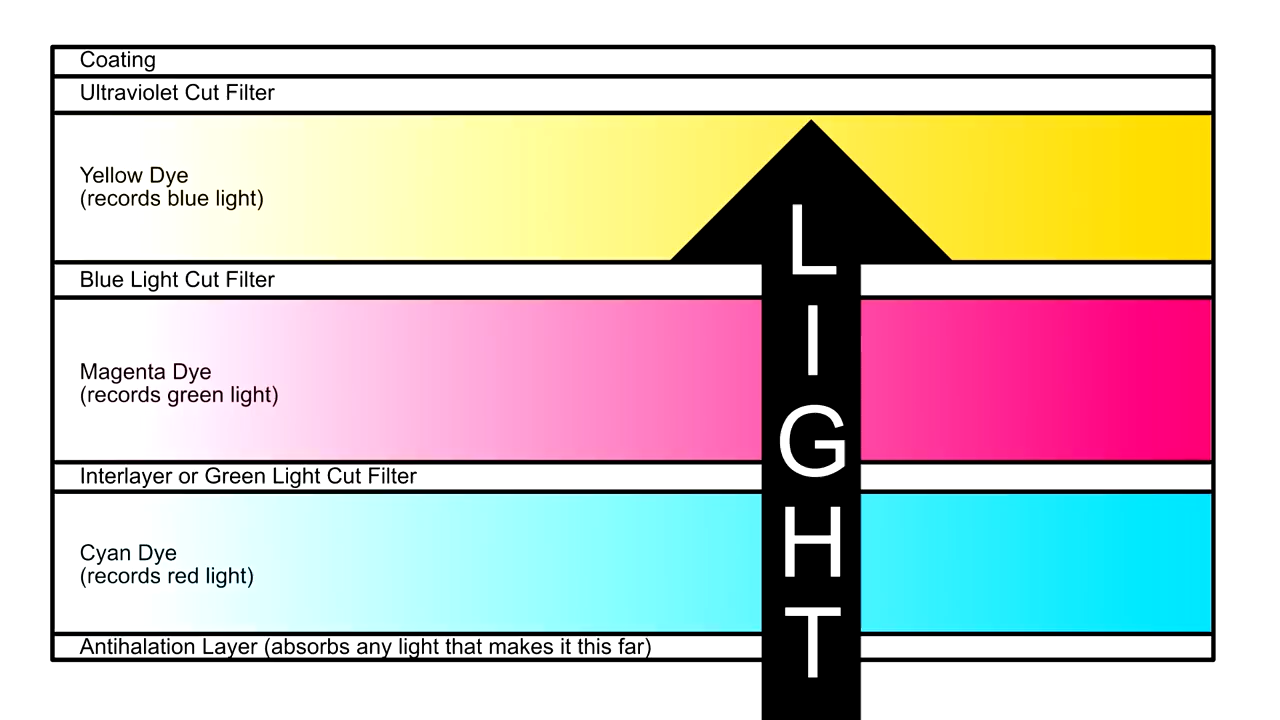 Coating
Ultraviolet Cut Filter
Yellow Dye
(records blue light)
Blue Light Cut Filter
Magenta Dye
(records green light)
Interlayer or Green Light Cut Filter
Cyan Dye
(records red light)
Antihalation Layer (absorbs any light that makes it this far)
LIGHT